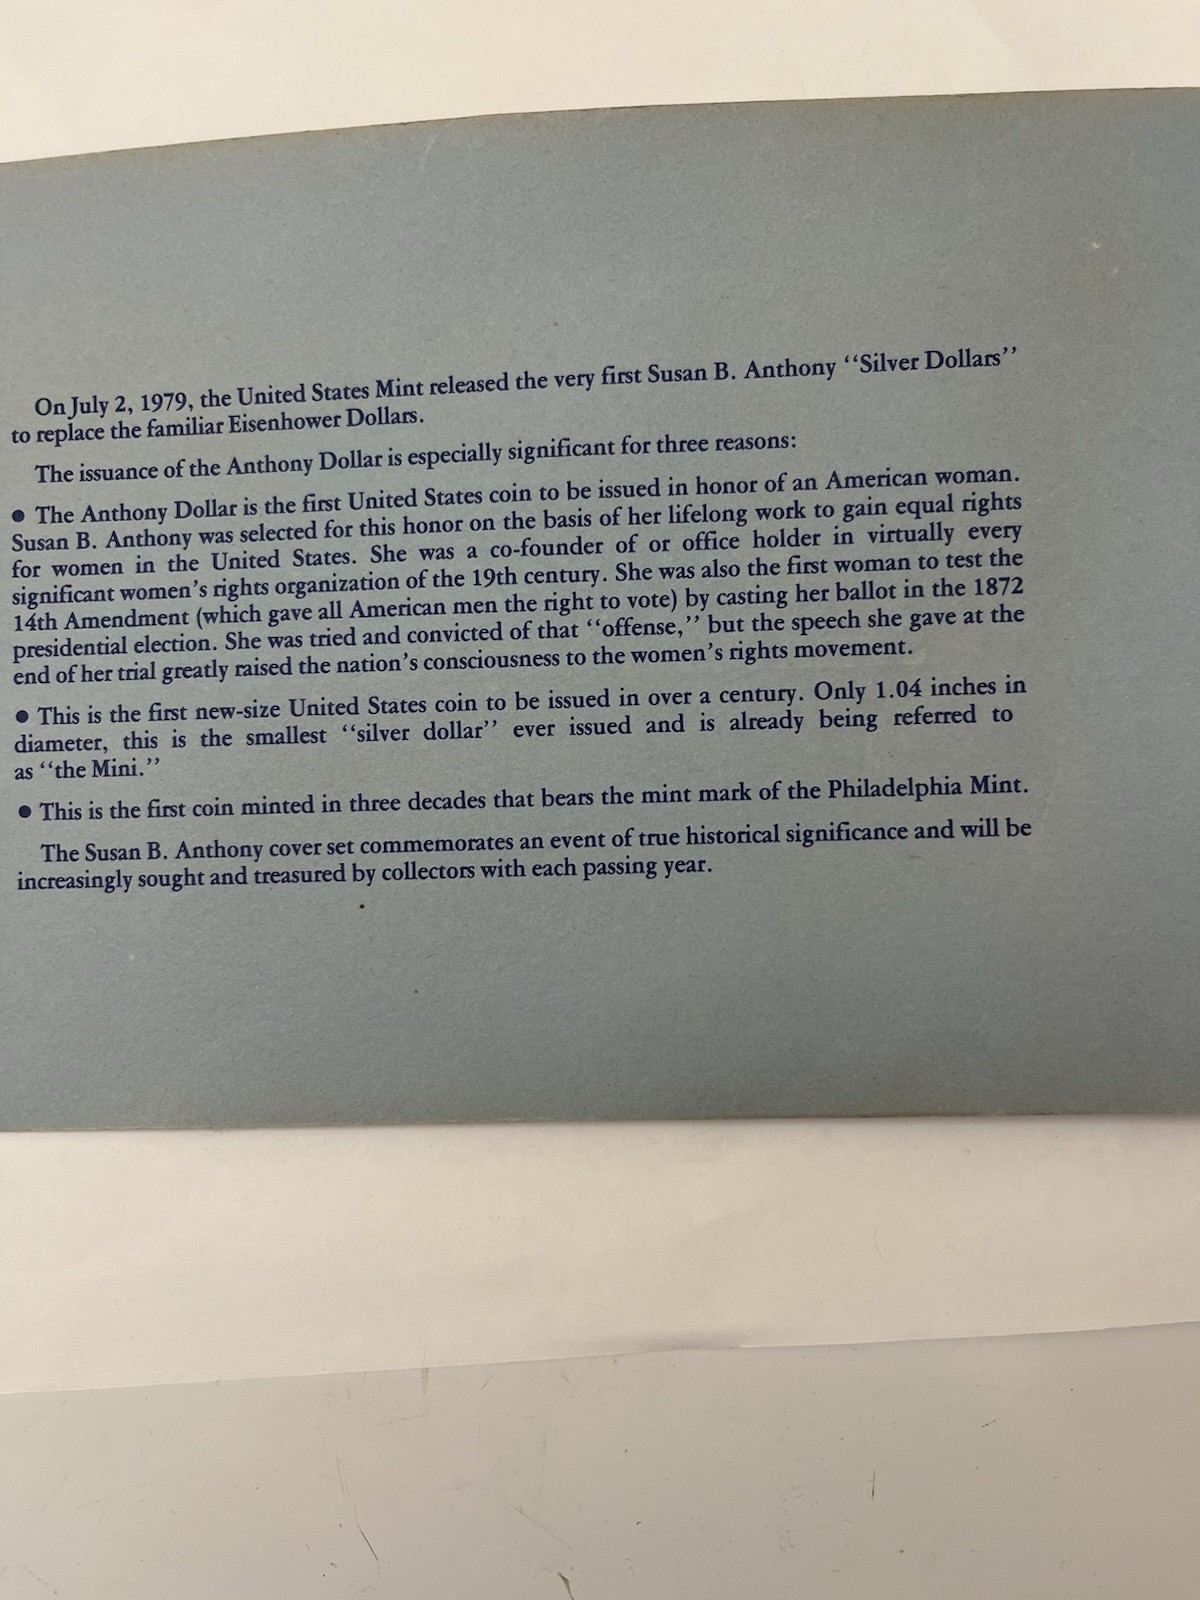 On July 2, 1979, the United States Mint released the very first Susan B. Anthony ‘‘Silver Dollars’’
to replace the familiar Eisenhower Dollars.
The issuance of the Anthony Dollar is especially significant for three reasons:
● The Anthony Dollar is the first United States coin to be issued in honor of an American woman.
Susan B. Anthony was selected for this honor on the basis of her lifelong work to gain equal rights
for women in the United States. She was a co-founder of or office holder in virtually every
significant women’s rights organization of the 19th century. She was also the first woman to test the
14th Amendment (which gave all American men the right to vote) by casting her ballot in the 1872
presidential election. She was tried and convicted of that ‘‘offense,’’ but the speech she gave at the
end of her trial greatly raised the nation’s consciousness to the women’s rights movement.
● This is the first new-size United States coin to be issued in over a century. Only 1.04 inches in
diameter, this is the smallest ‘‘silver dollar’’ ever issued and is already being referred to
as ‘‘the Mini.’’
● This is the first coin minted in three decades that bears the mint mark of the Philadelphia Mint.
The Susan B. Anthony cover set commemorates an event of true historical significance and will be
increasingly sought and treasured by collectors with each passing year.